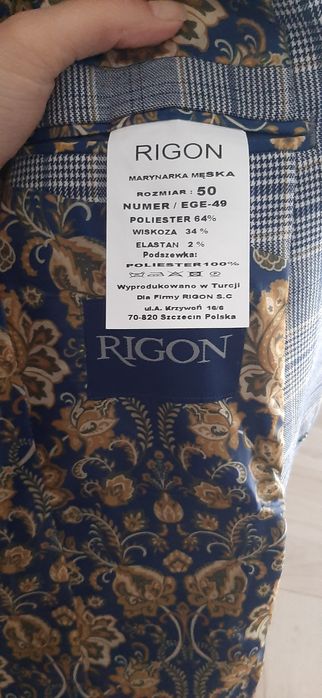 RIGON
MARYNARKA MĘSKA
ROZMIAR : 50
NUMER / EGE-49
POLIESTER 64%
WISKOZA 34 %
ELASTAN 2 %
Podszewka:
POLIESTER100%
Wyprodukowano w Turcji
Dla Firmy RIGON S.C
ul.A. Krzywoń 16/6
70-820 Szczecin Polska
RIGON